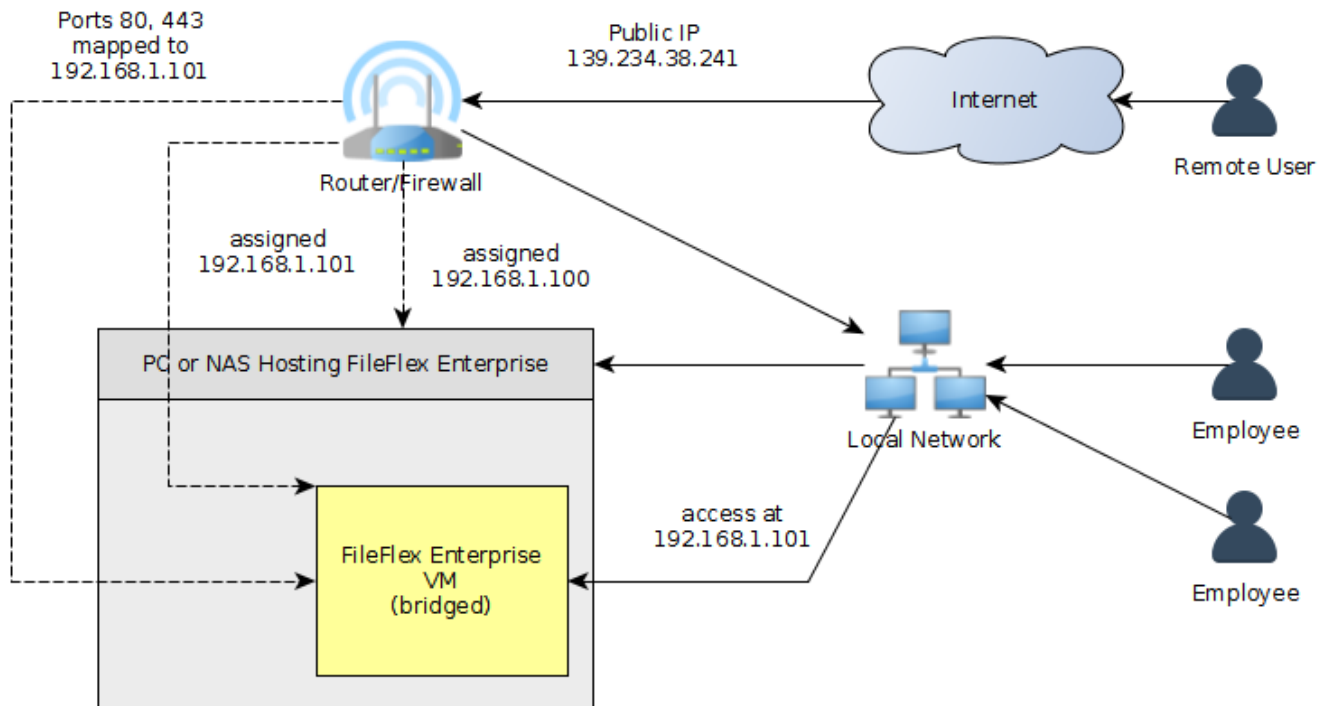 Ports 80, 443
mapped to
192.168.1.101
Public IP
139.234.38.241
Internet
Remote User
Router/Firewall
assigned
192.168.1.101
assigned
192.168.1.100
PC or NAS Hosting FileFlex Enterprise
Local Network
Employee
access at
192.168.1.101
FileFlex Enterprise
VM
(bridged)
Employee